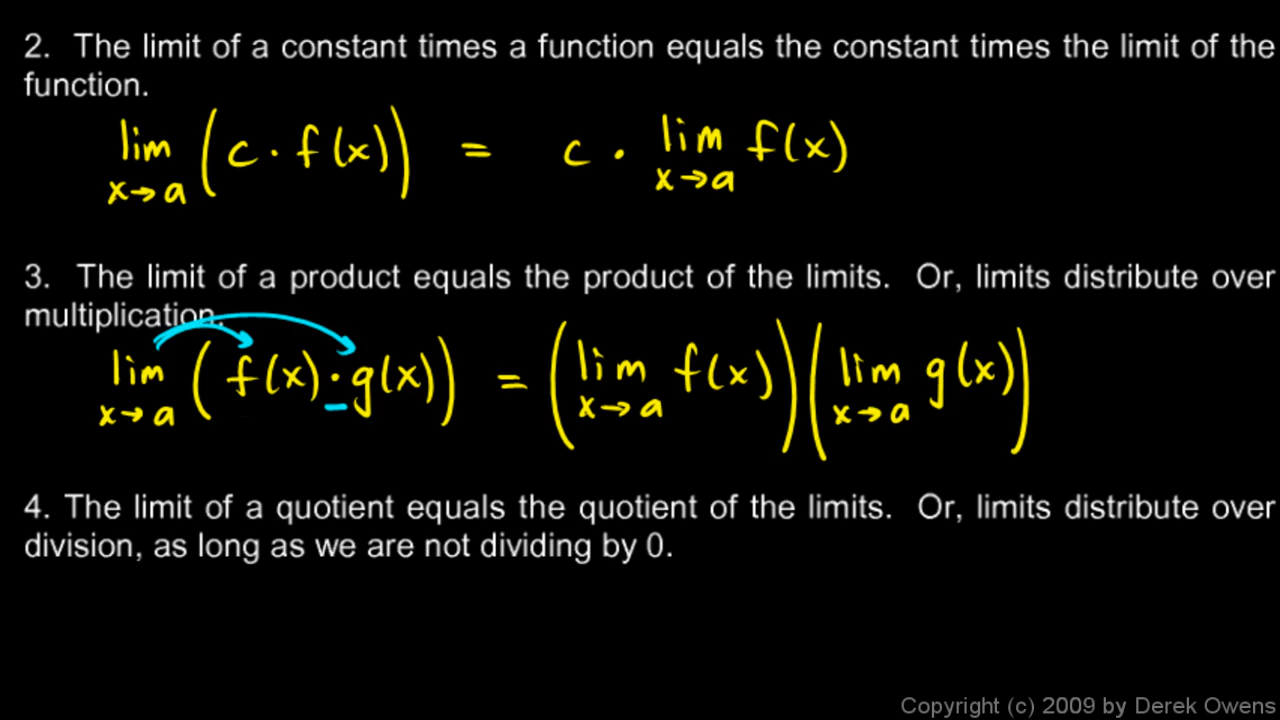 2. The limit of a constant times a function equals the constant times the limit of the
function.
lim x→a (c · f(x)) = c · lim x→a f(x)
3. The limit of a product equals the product of the limits. Or, limits distribute over
multiplication.
lim x→a (f(x) · g(x)) = (lim x→a f(x)) (lim x→a g(x))
4. The limit of a quotient equals the quotient of the limits. Or, limits distribute over
division, as long as we are not dividing by 0.
Copyright (c) 2009 by Derek Owens